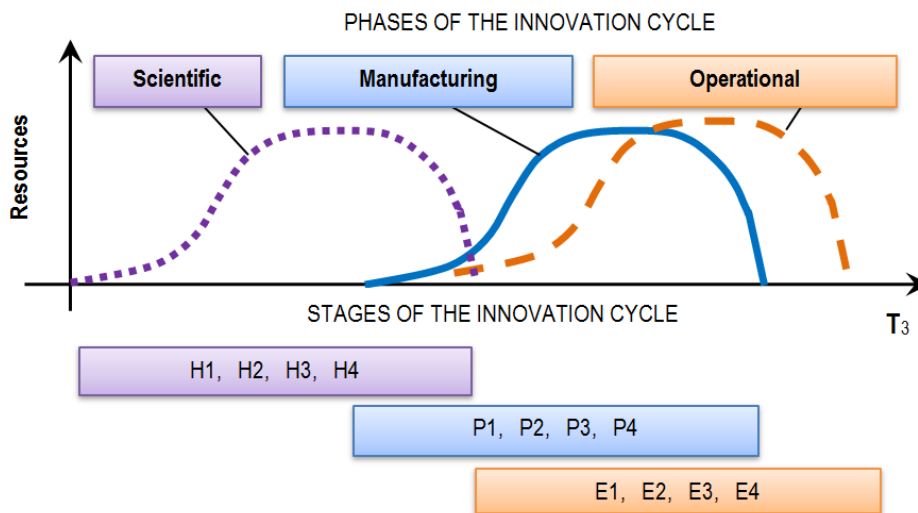 PHASES OF THE INNOVATION CYCLE
Scientific
Manufacturing
Operational
Resources
STAGES OF THE INNOVATION CYCLE
T3
H1, H2, H3, H4
P1, P2, P3, P4
E1, E2, E3, E4